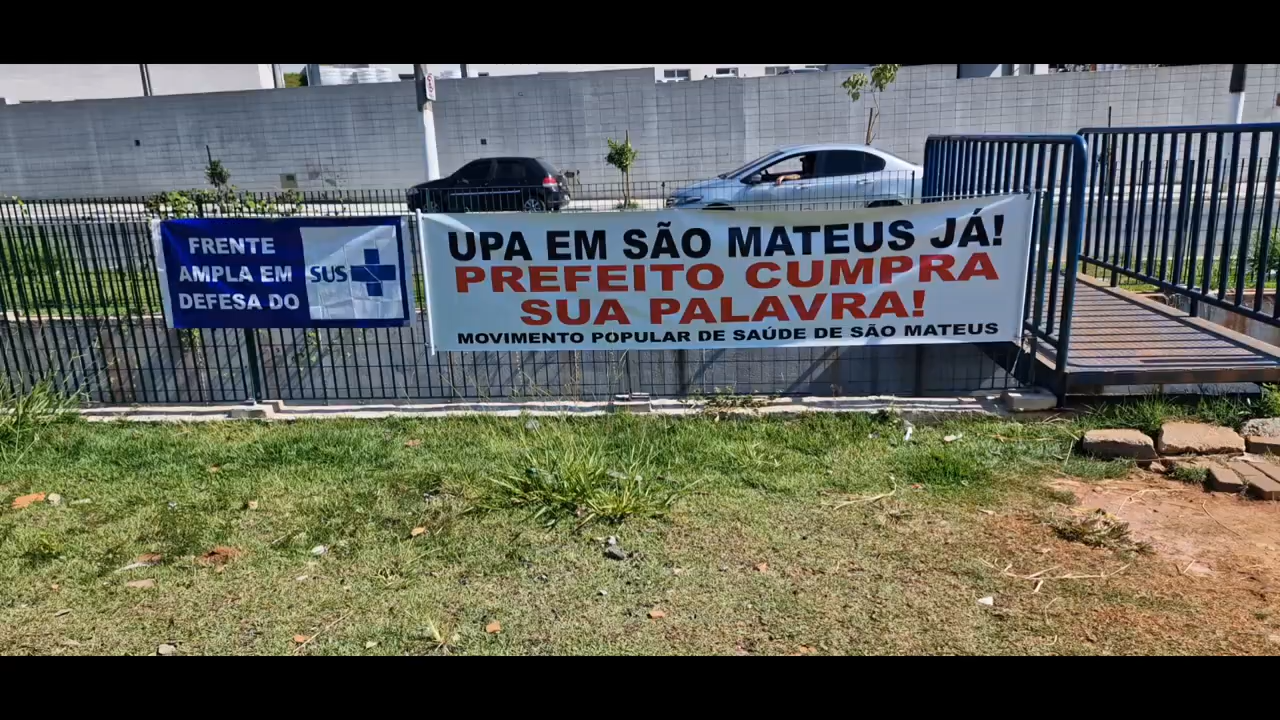 FRENTE
AMPLA EM
DEFESA DO
SUS
UPA EM SÃO MATEUS JÁ!
PREFEITO CUMPRA
SUA PALAVRA!
MOVIMENTO POPULAR DE SAÚDE DE SÃO MATEUS